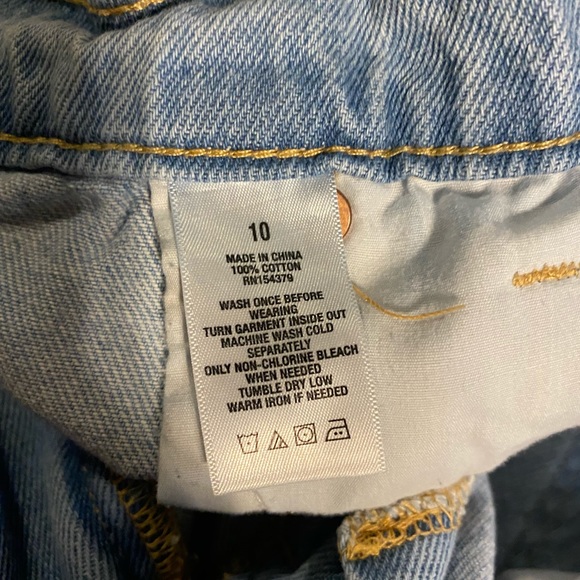 10
MADE IN CHINA
100% COTTON
RN154379
WASH ONCE BEFORE
WEARING
TURN GARMENT INSIDE OUT
MACHINE WASH COLD
SEPARATELY
ONLY NON-CHLORINE BLEACH
WHEN NEEDED
TUMBLE DRY LOW
WARM IRON IF NEEDED